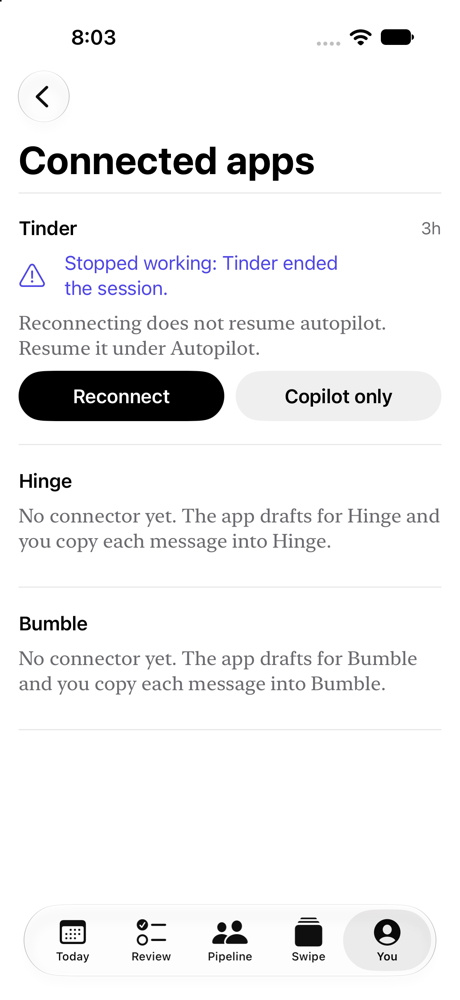 8:03
Connected apps
Tinder
3h
Stopped working: Tinder ended
the session.
Reconnecting does not resume autopilot.
Resume it under Autopilot.
Reconnect
Copilot only
Hinge
No connector yet. The app drafts for Hinge and
you copy each message into Hinge.
Bumble
No connector yet. The app drafts for Bumble
and you copy each message into Bumble.
Today
Review
Pipeline
Swipe
You